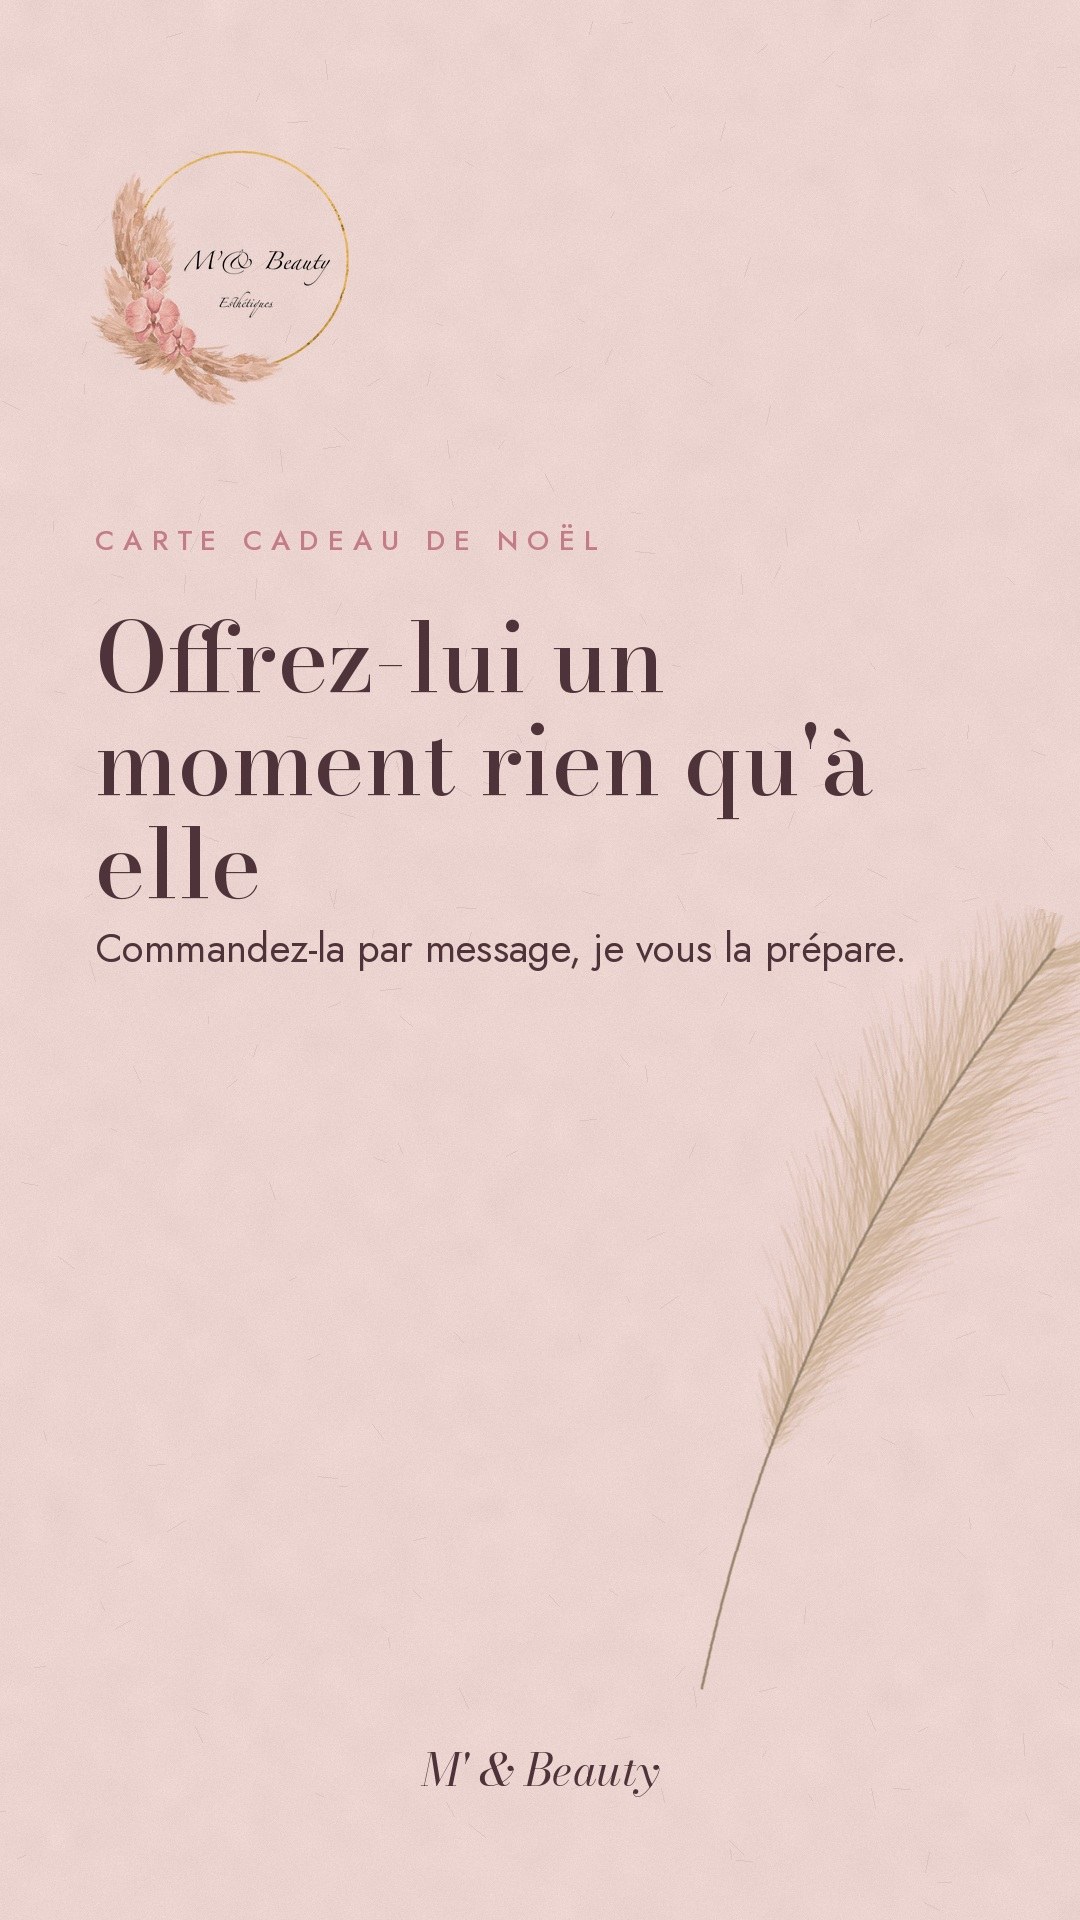 M'& Beauty
Esthétiques
CARTE CADEAU DE NOËL
Offrez-lui un
moment rien qu'à
elle
Commandez-la par message, je vous la prépare.
M' & Beauty